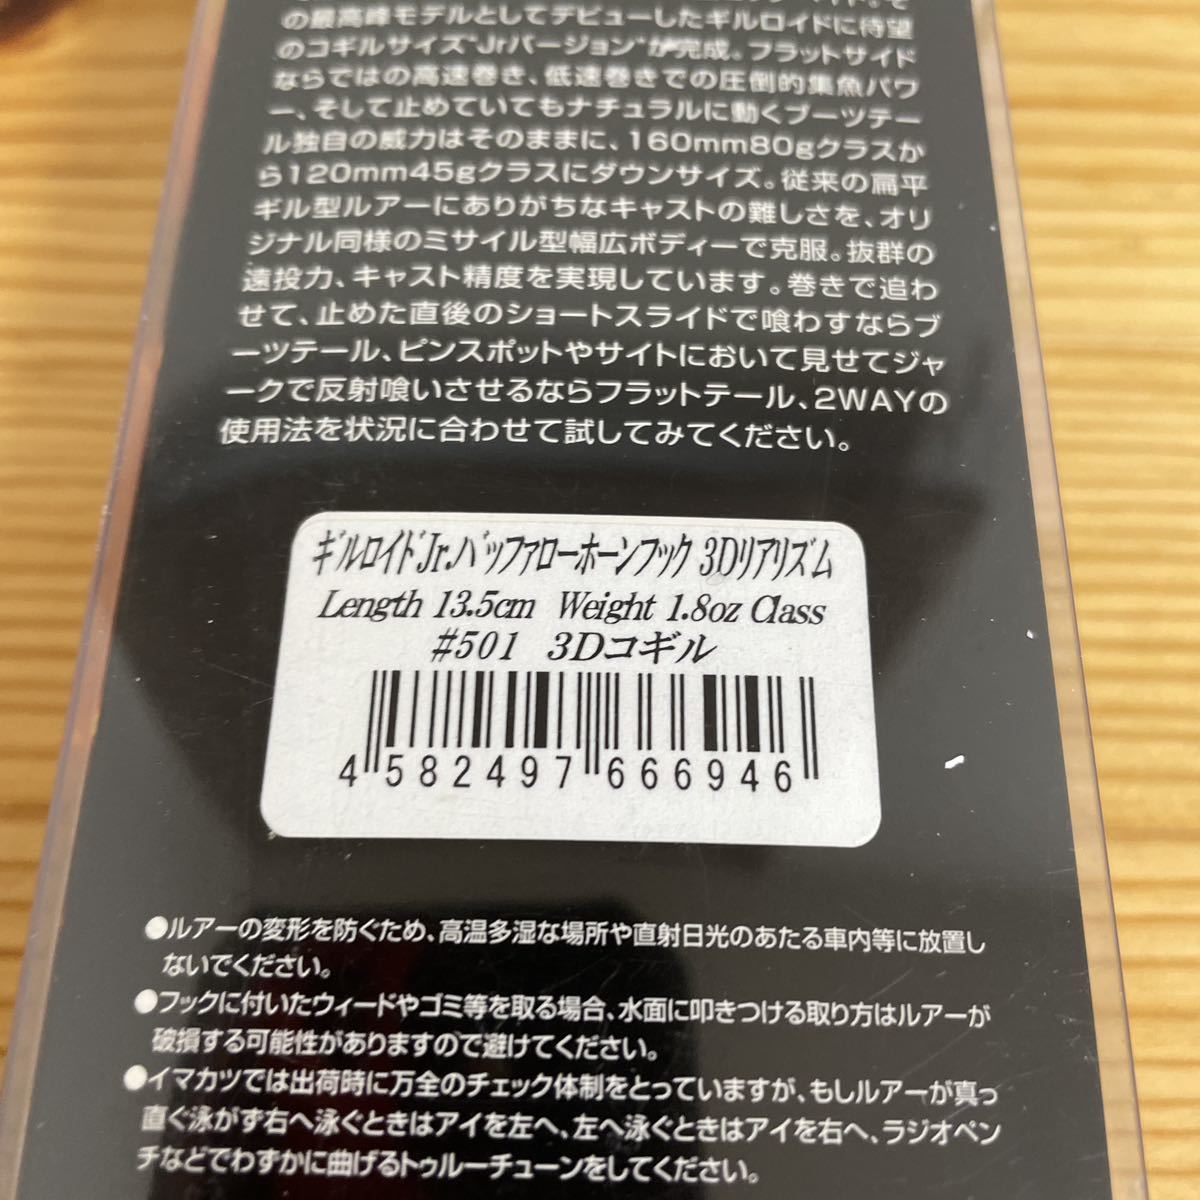 の最高峰モデルとしてデビューしたギルロイドに待望
のコギルサイズ“Jrバージョン”が完成。フラットサイド
ならではの高速巻き、低速巻きでの圧倒的集魚パワ
ー、そして止めていてもナチュラルに動くブーツテー
ル独自の威力はそのままに、160mm80gクラスか
ら120mm45gクラスにダウンサイズ。従来の扁平
ギル型ルアーにありがちなキャストの難しさを、オリ
ジナル同様のミサイル型幅広ボディーで克服。抜群の
遠投力、キャスト精度を実現しています。巻きで追わ
せて、止めた直後のショートスライドで喰わすならブ
ーツテール、ピンスポットやサイトにおいて見せてジャ
ークで反射喰いさせるならフラットテール、2WAYの
使用法を状況に合わせて試してみてください。
ギルロイドJr.バッファローホーンフック 3Dリアリズム
Length 13.5cm Weight 1.8oz Class
#501 3Dコギル
4 582497 666946
●ルアーの変形を防ぐため、高温多湿な場所や直射日光のあたる車内等に放置し
ないでください。
●フックに付いたウィードやゴミ等を取る場合、水面に叩きつける取り方はルアーが
破損する可能性がありますので避けてください。
●イマカツでは出荷時に万全のチェック体制をとっていますが、もしルアーが真っ
直ぐ泳がず右へ泳ぐときはアイを左へ、左へ泳ぐときはアイを右へ、ラジオペン
チなどでわずかに曲げるトゥルーチューンをしてください。